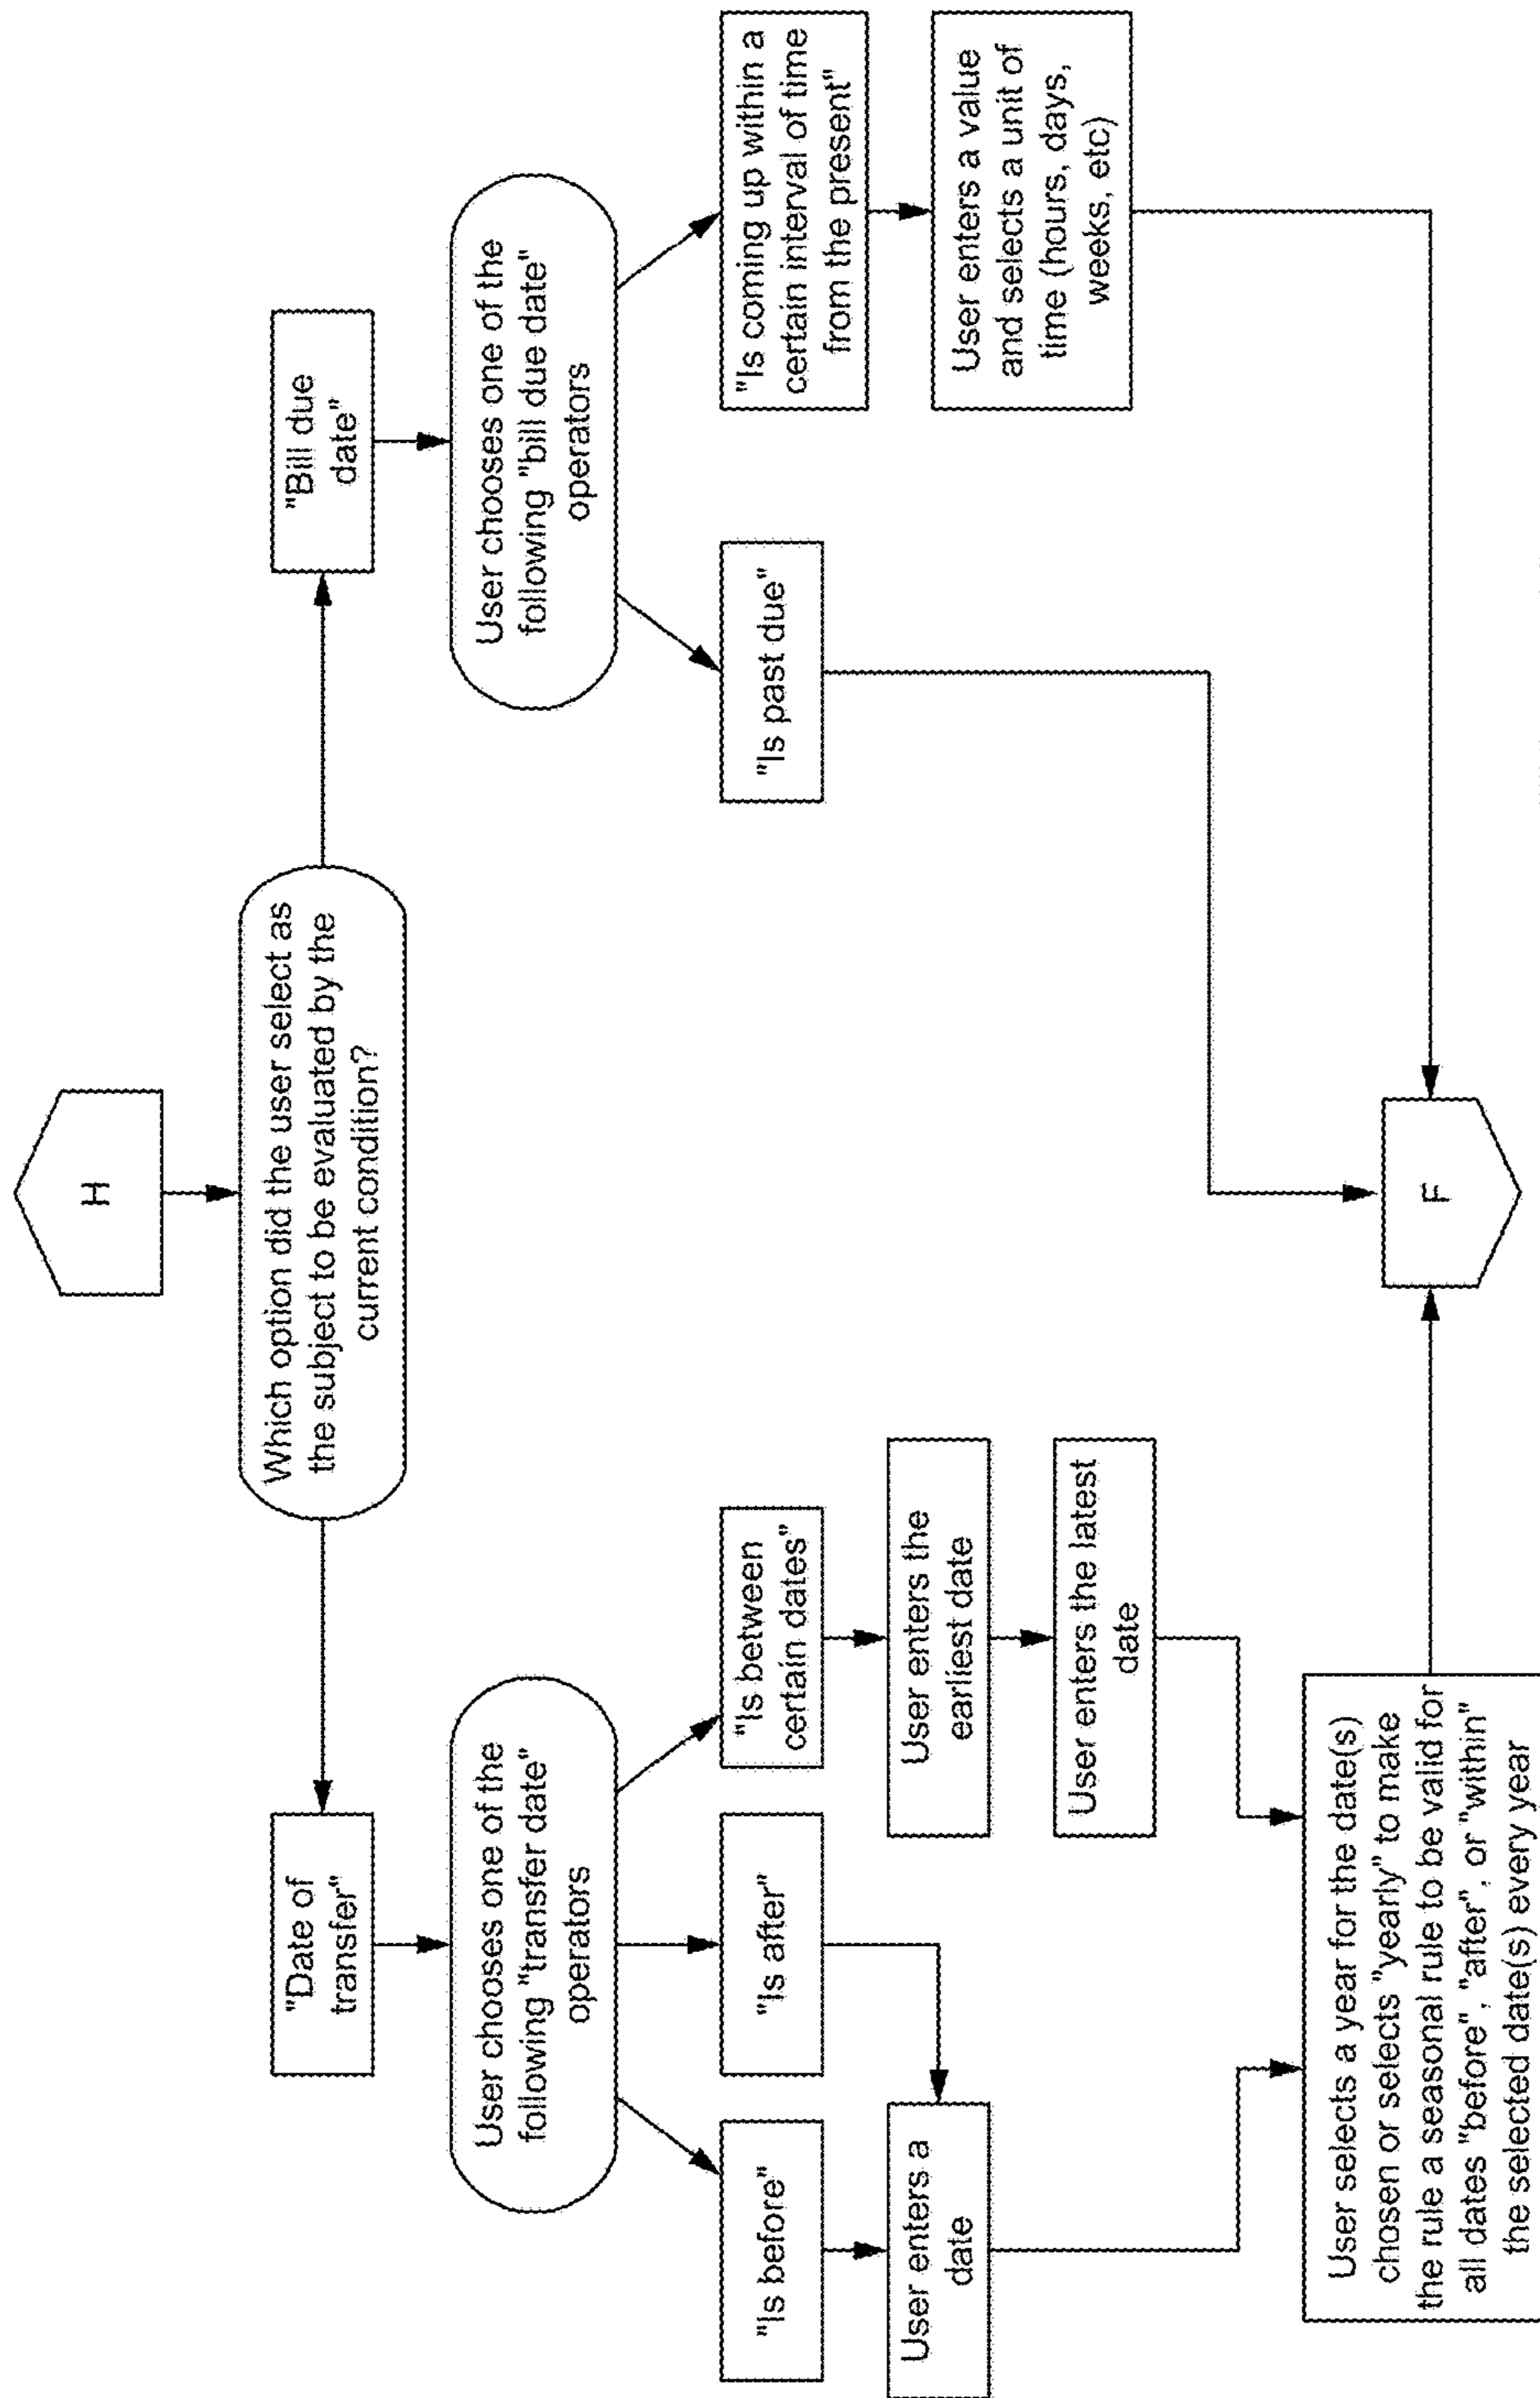 H
Which option did the user select as
the subject to be evaluated by the
current condition?
"Date of
transfer"
"Bill due
date"
User chooses one of the
following "transfer date"
operators
User chooses one of the
following "bill due date"
operators
"Is before"
"Is after"
"Is between
certain dates"
"Is past due"
"Is coming up within a
certain interval of time
from the present"
User enters a
date
User enters the
earliest date
User enters a value
and selects a unit of
time (hours, days,
weeks, etc)
User enters the latest
date
User selects a year for the date(s)
chosen or selects "yearly" to make
the rule a seasonal rule to be valid for
all dates "before", "after", or "within"
the selected date(s) every year
F